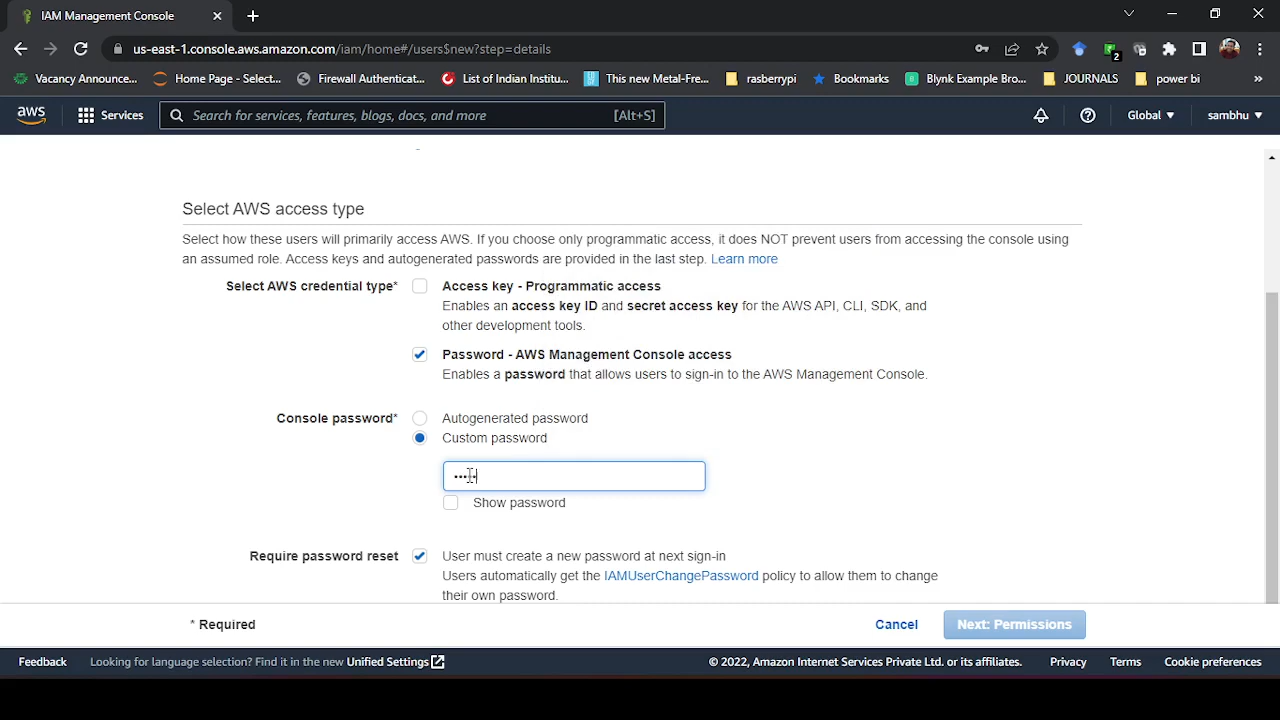 IAM Management Console
us-east-1.console.aws.amazon.com/iam/home#/users$new?step=details
2
Vacancy Announce...
Home Page - Select...
Firewall Authenticat...
List of Indian Institu...
This new Metal-Fre...
rasberrypi
Bookmarks
Blynk Example Bro...
JOURNALS
power bi
»
aws
Services
Search for services, features, blogs, docs, and more
[Alt+S]
Global
sambhu
Select AWS access type
Select how these users will primarily access AWS. If you choose only programmatic access, it does NOT prevent users from accessing the console using
an assumed role. Access keys and autogenerated passwords are provided in the last step. Learn more
Select AWS credential type*
Access key - Programmatic access
Enables an access key ID and secret access key for the AWS API, CLI, SDK, and
other development tools.
Password - AWS Management Console access
Enables a password that allows users to sign-in to the AWS Management Console.
Console password*
Autogenerated password
Custom password
Show password
Require password reset
User must create a new password at next sign-in
Users automatically get the IAMUserChangePassword policy to allow them to change
their own password.
* Required
Cancel
Next: Permissions
Feedback
Looking for language selection? Find it in the new Unified Settings
© 2022, Amazon Internet Services Private Ltd. or its affiliates.
Privacy
Terms
Cookie preferences